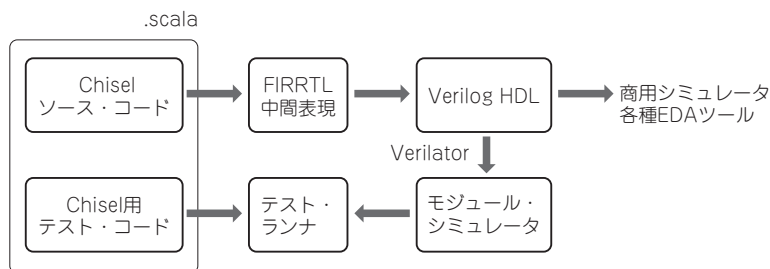 .scala
Chisel
ソース・コード
FIRRTL
中間表現
Verilog HDL
商用シミュレータ
各種EDAツール
Verilator
Chisel用
テスト・コード
テスト・
ランナ
モジュール・
シミュレータ